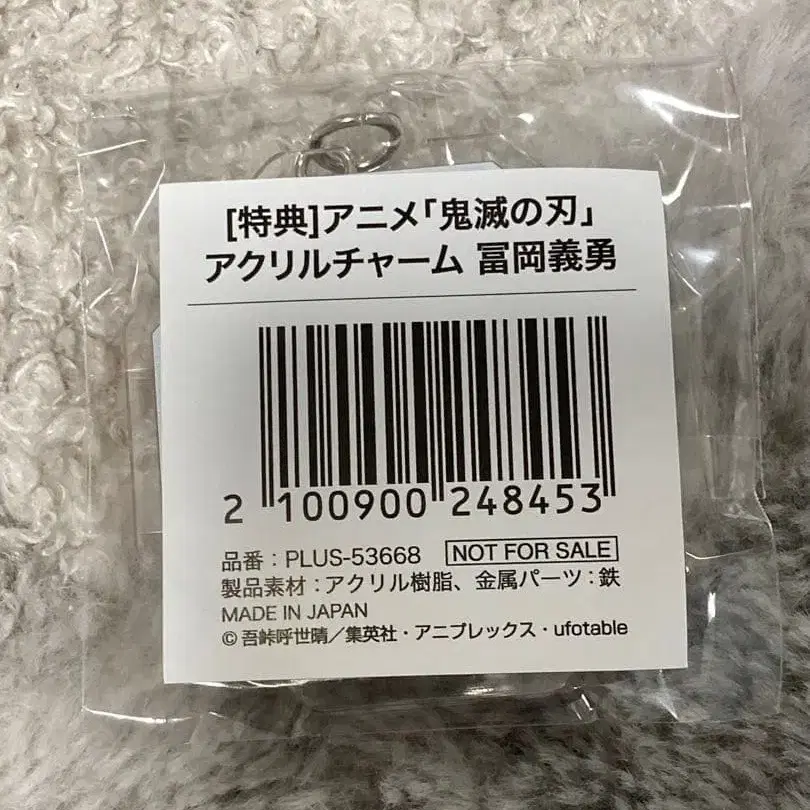 [特典]アニメ「鬼滅の刃」
アクリルチャーム 冨岡義勇
2 100900 248453
品番：PLUS-53668 NOT FOR SALE
製品素材：アクリル樹脂、金属パーツ：鉄
MADE IN JAPAN
©吾峠呼世晴／集英社・アニプレックス・ufotable